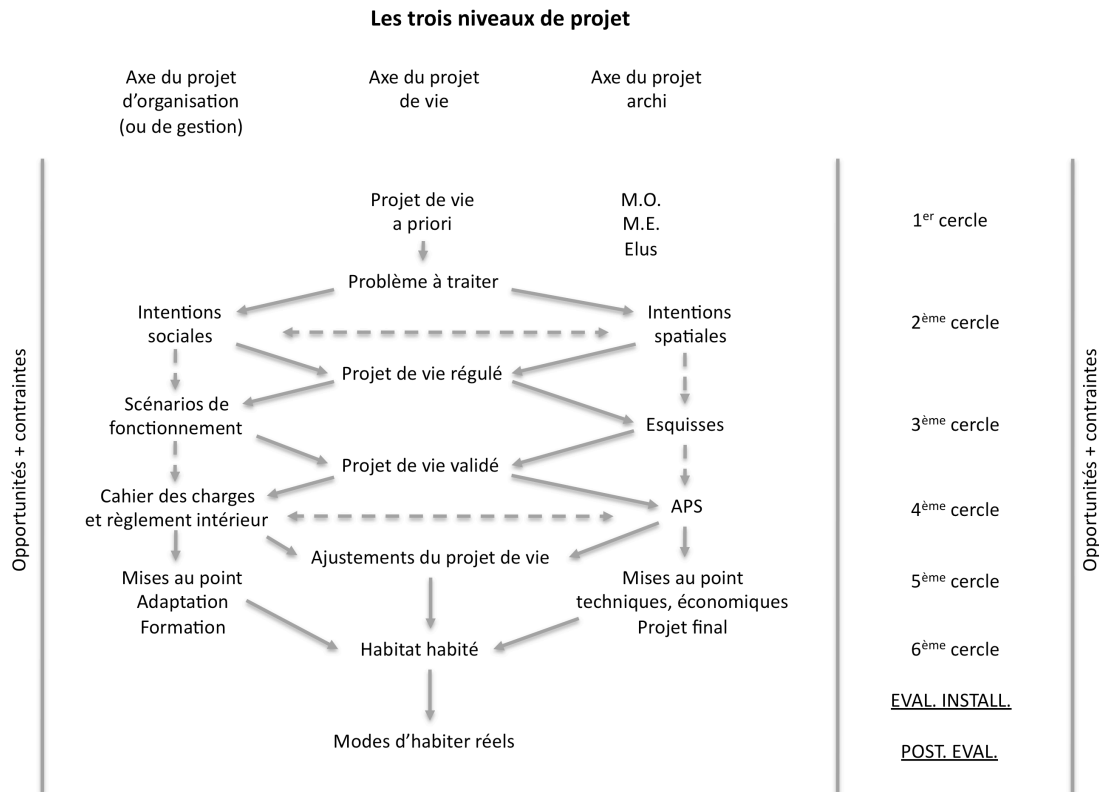 Les trois niveaux de projet
Axe du projet
d’organisation
(ou de gestion)
Axe du projet
de vie
Axe du projet
archi
Opportunités + contraintes
Projet de vie
a priori
M.O.
M.E.
Elus
1er cercle
Problème à traiter
Intentions
sociales
Intentions
spatiales
2ème cercle
Projet de vie régulé
Scénarios de
fonctionnement
Esquisses
3ème cercle
Projet de vie validé
Cahier des charges
et règlement intérieur
APS
4ème cercle
Ajustements du projet de vie
Mises au point
Adaptation
Formation
Mises au point
techniques, économiques
Projet final
5ème cercle
Habitat habité
6ème cercle
EVAL. INSTALL.
Modes d’habiter réels
POST. EVAL.
Opportunités + contraintes